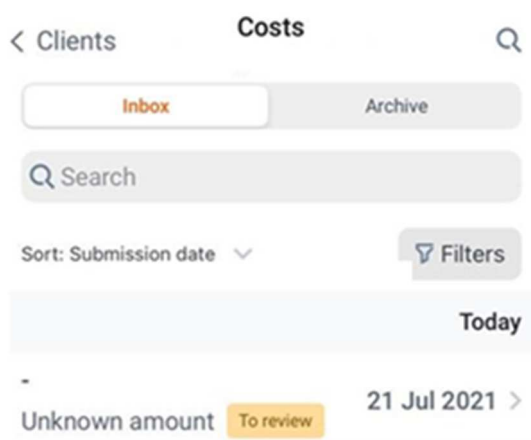 Clients Costs
Inbox Archive
Search
Sort: Submission date Filters
Today
-
Unknown amount To review 21 Jul 2021